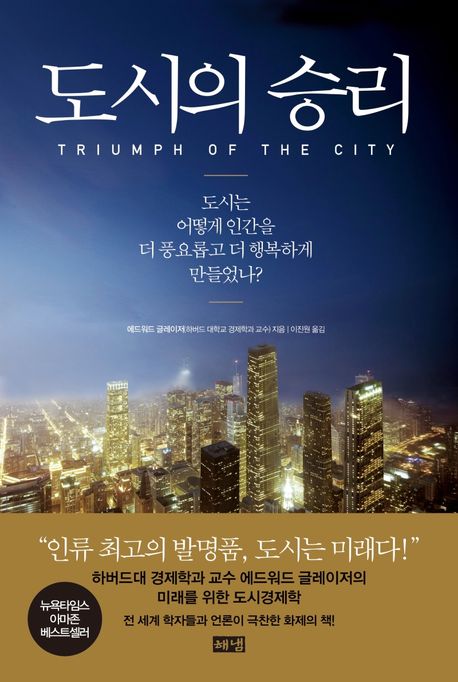 도시의 승리
TRIUMPH OF THE CITY
도시는
어떻게 인간을
더 풍요롭고 더 행복하게
만들었나?
에드워드 글레이저(하버드 대학교 경제학과 교수) 지음 | 이진원 옮김
“인류 최고의 발명품, 도시는 미래다!”
하버드대 경제학과 교수 에드워드 글레이저의
미래를 위한 도시경제학
전 세계 학자들과 언론이 극찬한 화제의 책!
뉴욕타임스
아마존
베스트셀러
해냄